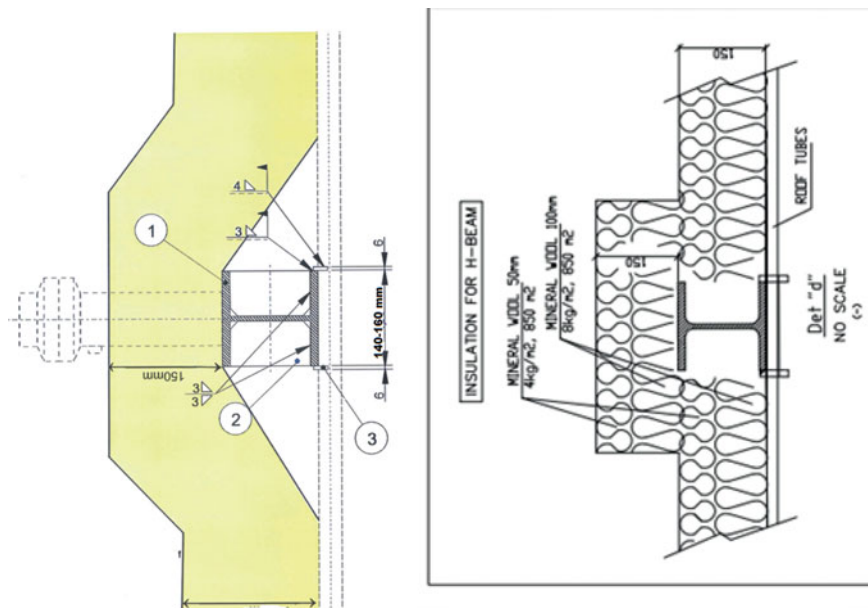 4
3
1
6
140-160 mm
6
150mm
3
3
2
3
INSULATION FOR H-BEAM
MINERAL WOOL 50mm
4kg/m2, 850 m2
MINERAL WOOL 100mm
8kg/m2, 850 m2
150
150
ROOF TUBES
Det "d"
NO SCALE
(-)